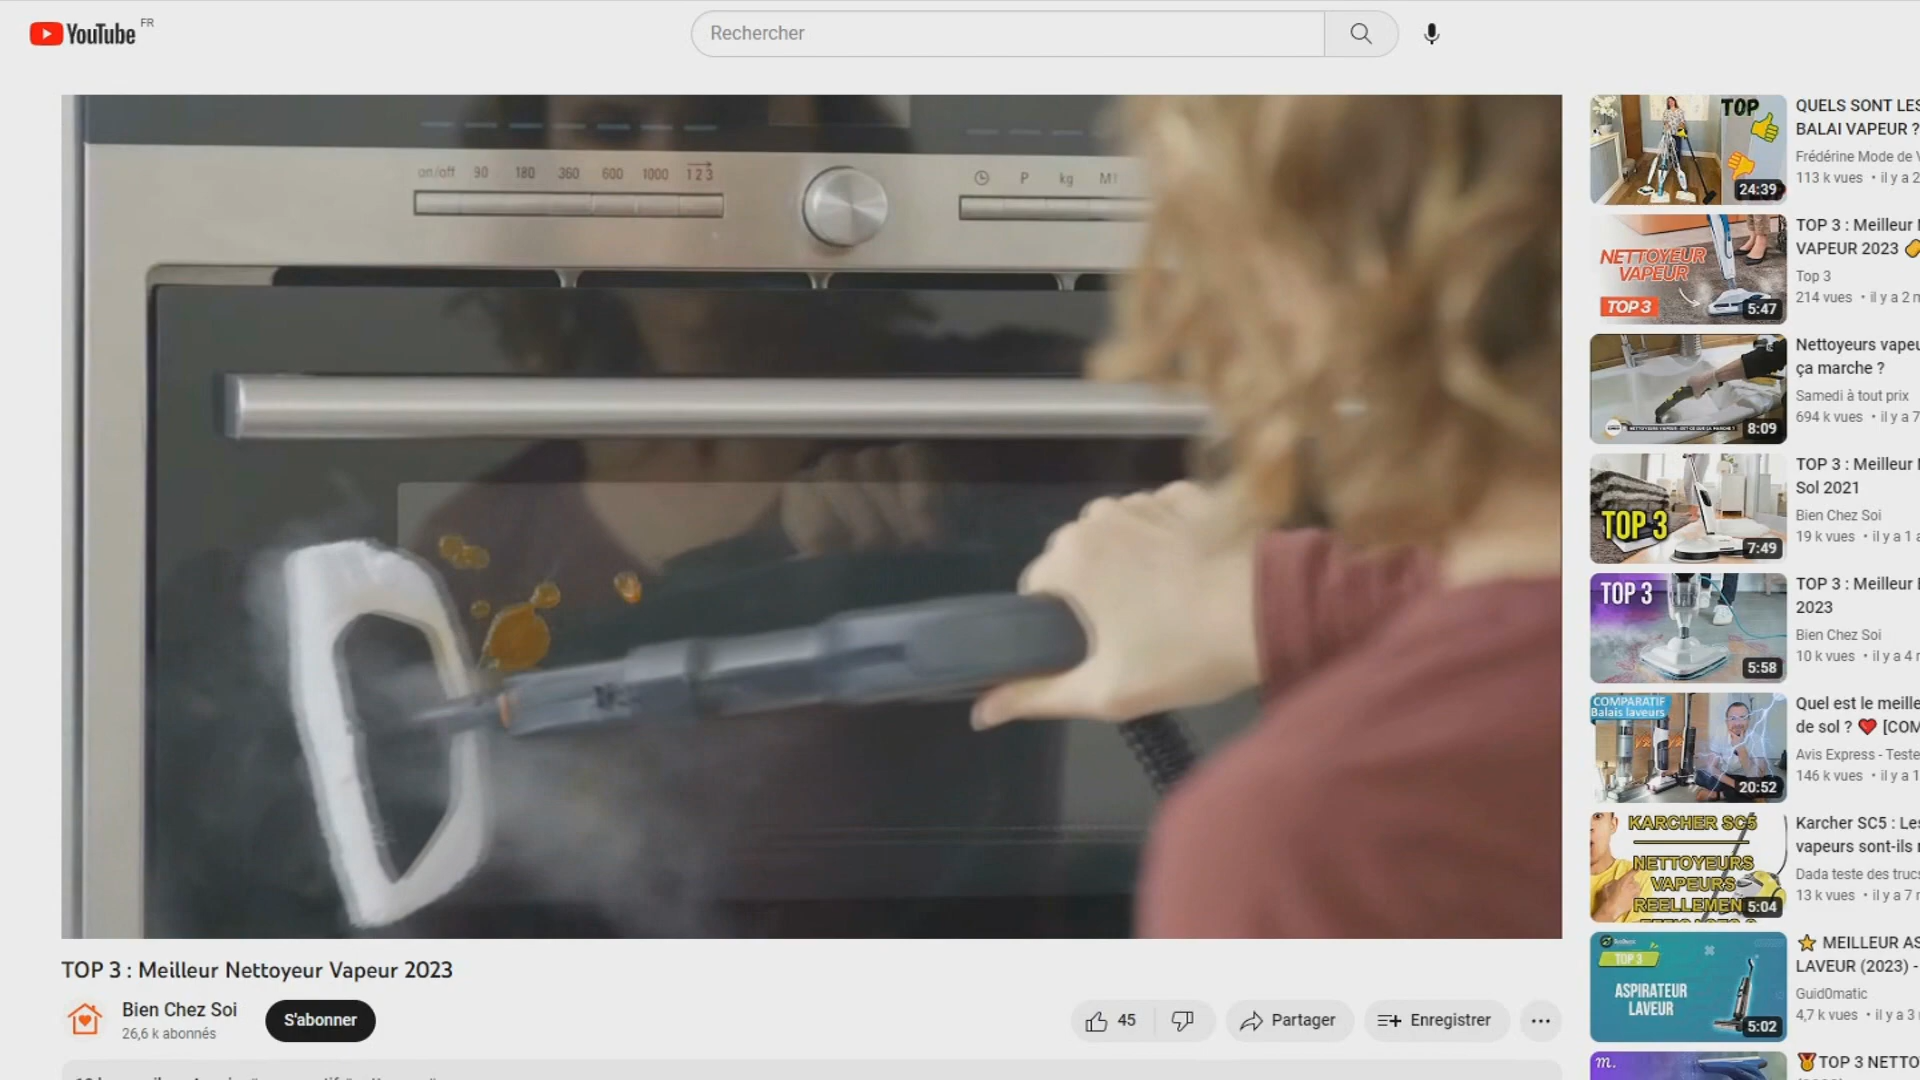 YouTube FR
Rechercher
on/off 90 180 360 600 1000 123
P kg
TOP 3 : Meilleur Nettoyeur Vapeur 2023
Bien Chez Soi
26,6 k abonnés
S'abonner
45
Partager
Enregistrer
TOP
24:39
QUELS SONT LES
BALAI VAPEUR ?
Frédérine Mode de V
113 k vues • il y a 2
NETTOYEUR
VAPEUR
TOP 3
5:47
TOP 3 : Meilleur
VAPEUR 2023
Top 3
214 vues • il y a 2 m
8:09
Nettoyeurs vapeu
ça marche ?
Samedi à tout prix
694 k vues • il y a 7
TOP 3
7:49
TOP 3 : Meilleur
Sol 2021
Bien Chez Soi
19 k vues • il y a 1 a
TOP 3
5:58
TOP 3 : Meilleur
2023
Bien Chez Soi
10 k vues • il y a 4 m
COMPARATIF
Balais laveurs
20:52
Quel est le meille
de sol ? ❤️ [COM
Avis Express - Teste
146 k vues • il y a 1
KARCHER SC5
NETTOYEURS
VAPEURS
REELLEMEN
5:04
Karcher SC5 : Les
vapeurs sont-ils
Dada teste des trucs
13 k vues • il y a 7 m
TOP 3
ASPIRATEUR
LAVEUR
5:02
⭐ MEILLEUR AS
LAVEUR (2023) -
Guid0matic
4,7 k vues • il y a 3
m.
🏅TOP 3 NETTO